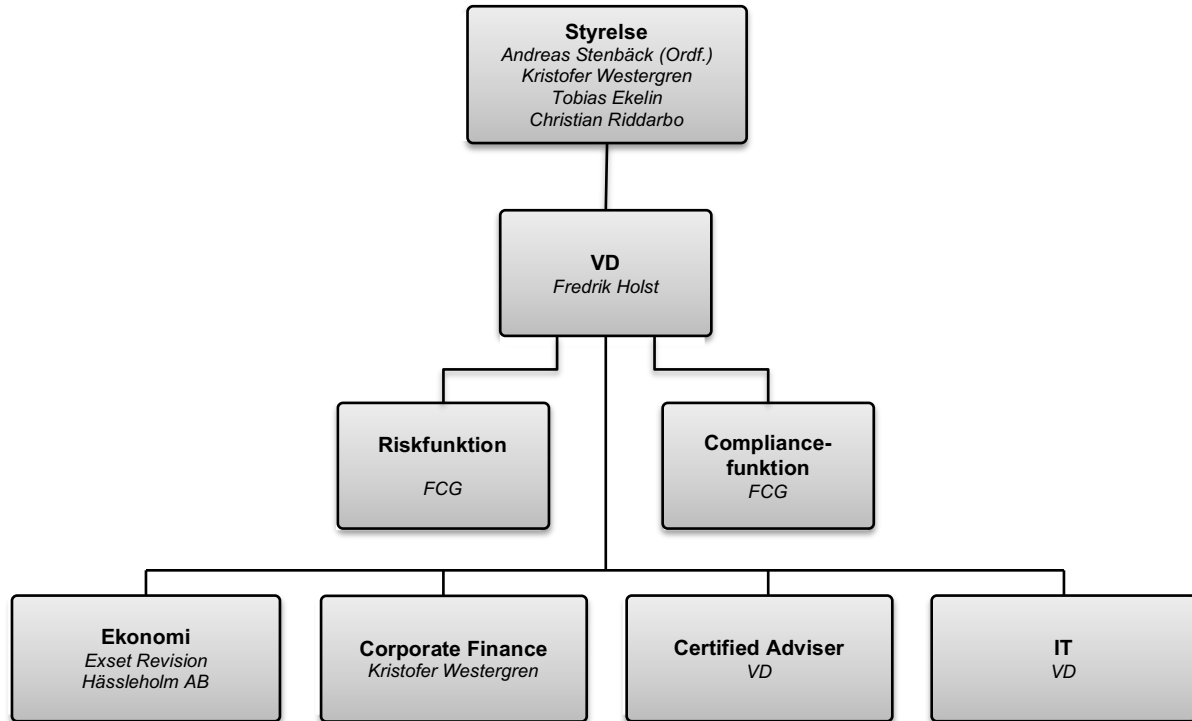 Styrelse
Andreas Stenbäck (Ordf.)
Kristofer Westergren
Tobias Ekelin
Christian Riddarbo
VD
Fredrik Holst
Riskfunktion
FCG
Compliance-
funktion
FCG
Ekonomi
Exset Revision
Hässleholm AB
Corporate Finance
Kristofer Westergren
Certified Adviser
VD
IT
VD